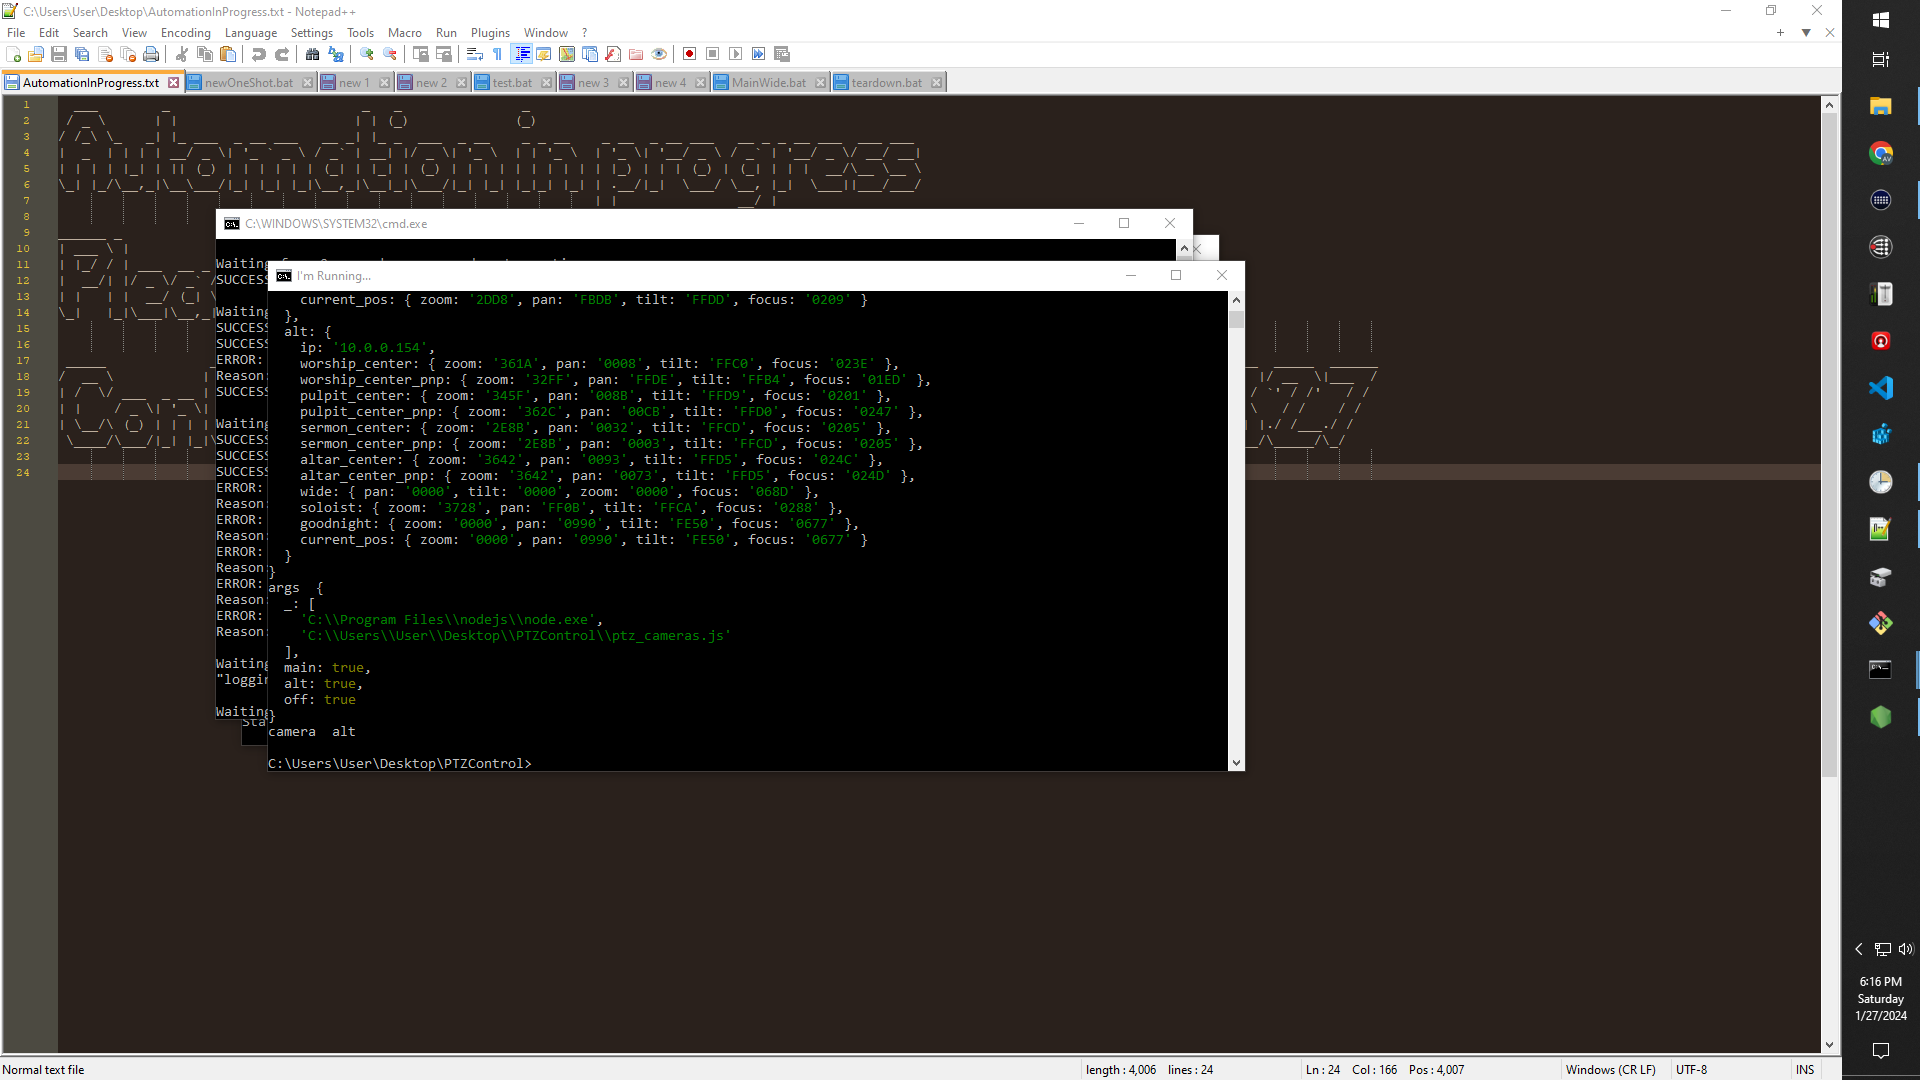 C:\Users\User\Desktop\AutomationInProgress.txt - Notepad++
File Edit Search View Encoding Language Settings Tools Macro Run Plugins Window ?
AutomationInProgress.txt newOneShot.bat new 1 new 2 test.bat new 3 new 4 MainWide.bat teardown.bat
Automation in progress
C:\WINDOWS\SYSTEM32\cmd.exe
Waiting
SUCCESS
I'm Running...
current_pos: { zoom: '2DD8', pan: 'FBDB', tilt: 'FFDD', focus: '0209' }
},
alt: {
ip: '10.0.0.154',
worship_center: { zoom: '361A', pan: '0008', tilt: 'FFC0', focus: '023E' },
worship_center_pnp: { zoom: '32FF', pan: 'FFDE', tilt: 'FFB4', focus: '01ED' },
pulpit_center: { zoom: '345F', pan: '008B', tilt: 'FFD9', focus: '0201' },
pulpit_center_pnp: { zoom: '362C', pan: '00CB', tilt: 'FFD0', focus: '0247' },
sermon_center: { zoom: '2E8B', pan: '0032', tilt: 'FFCD', focus: '0205' },
sermon_center_pnp: { zoom: '2E8B', pan: '0003', tilt: 'FFCD', focus: '0205' },
altar_center: { zoom: '3642', pan: '0093', tilt: 'FFD5', focus: '024C' },
altar_center_pnp: { zoom: '3642', pan: '0073', tilt: 'FFD5', focus: '024D' },
wide: { pan: '0000', tilt: '0000', zoom: '0000', focus: '068D' },
soloist: { zoom: '3728', pan: 'FF0B', tilt: 'FFCA', focus: '0288' },
goodnight: { zoom: '0000', pan: '0990', tilt: 'FE50', focus: '0677' },
current_pos: { zoom: '0000', pan: '0990', tilt: 'FE50', focus: '0677' }
}
}
args {
_: [
'C:\\Program Files\\nodejs\\node.exe',
'C:\\Users\\User\\Desktop\\PTZControl\\ptz_cameras.js'
],
main: true,
alt: true,
off: true
}
camera alt
C:\Users\User\Desktop\PTZControl>
Waiting
SUCCESS
SUCCESS
ERROR:
Reason:
SUCCESS
Waiting
SUCCESS
SUCCESS
SUCCESS
ERROR:
Reason:
ERROR:
Reason:
ERROR:
Reason:
ERROR:
Reason:
ERROR:
Reason:
Waiting
"loggin
Waiting
Sta
1
2
3
4
5
6
7
8
9
10
11
12
13
14
15
16
17
18
19
20
21
22
23
24
6:16 PM
Saturday
1/27/2024
Normal text file length : 4,006 lines : 24 Ln : 24 Col : 166 Pos : 4,007 Windows (CR LF) UTF-8 INS